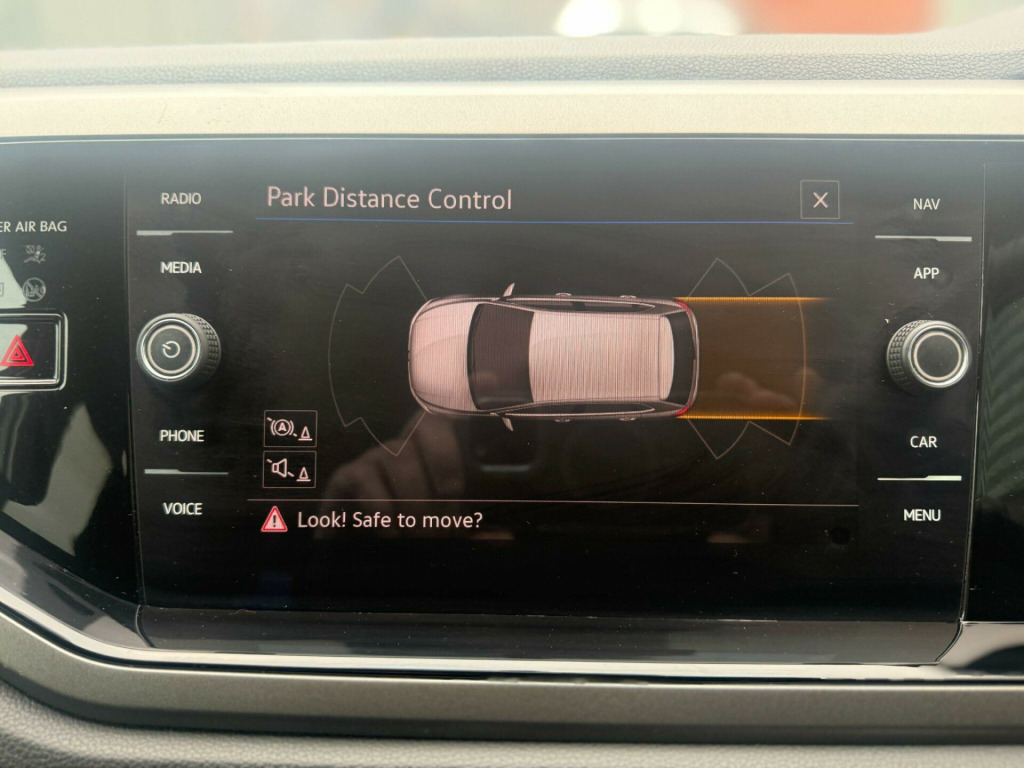 RADIO
Park Distance Control
NAV
ER AIR BAG
MEDIA
APP
PHONE
A
CAR
VOICE
Look! Safe to move?
MENU